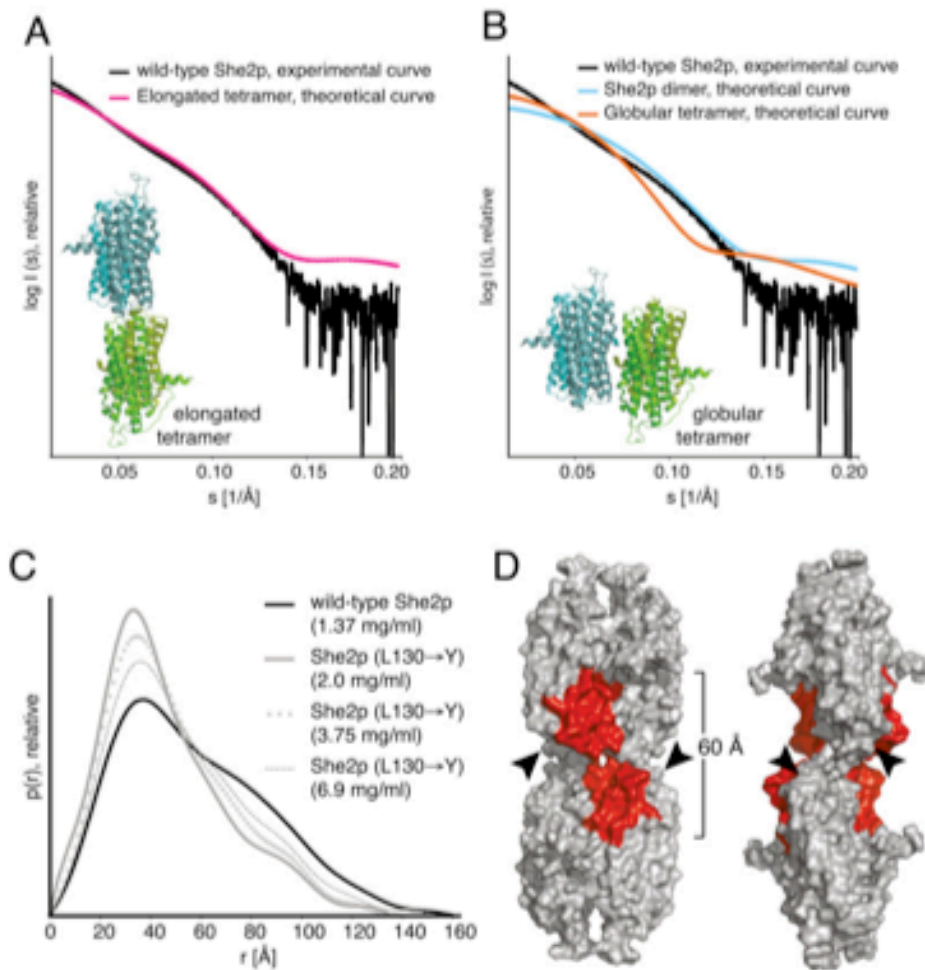 A
wild-type She2p, experimental curve
Elongated tetramer, theoretical curve
log I (s), relative
elongated
tetramer
0.05 0.10 0.15 0.20
s [1/Å]
B
wild-type She2p, experimental curve
She2p dimer, theoretical curve
Globular tetramer, theoretical curve
log I (s), relative
globular
tetramer
0.05 0.10 0.15 0.20
s [1/Å]
C
wild-type She2p
(1.37 mg/ml)
She2p (L130→Y)
(2.0 mg/ml)
She2p (L130→Y)
(3.75 mg/ml)
She2p (L130→Y)
(6.9 mg/ml)
p(r), relative
0 20 40 60 80 100 120 140 160
r [Å]
D
60 Å